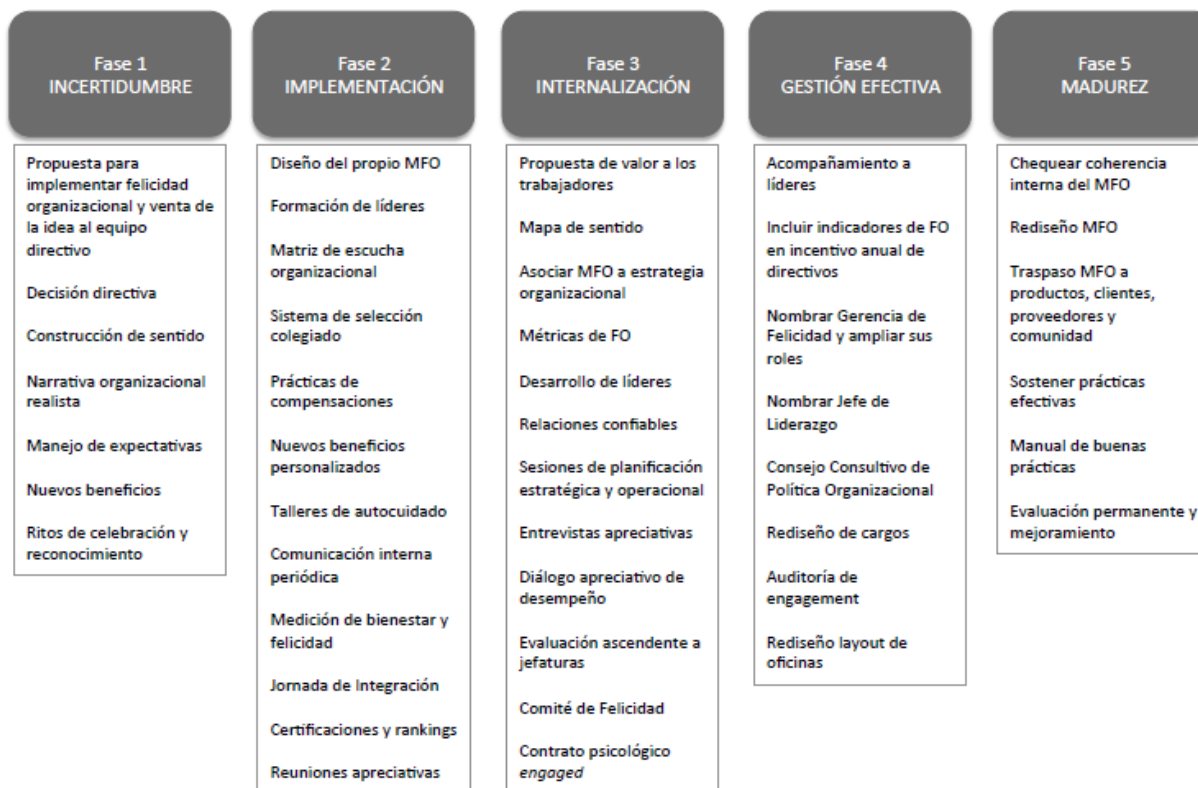 Fase 1
INCERTIDUMBRE
Propuesta para
implementar felicidad
organizacional y venta de
la idea al equipo
directivo
Decisión directiva
Construcción de sentido
Narrativa organizacional
realista
Manejo de expectativas
Nuevos beneficios
Ritos de celebración y
reconocimiento
Fase 2
IMPLEMENTACIÓN
Diseño del propio MFO
Formación de líderes
Matriz de escucha
organizacional
Sistema de selección
colegiado
Prácticas de
compensaciones
Nuevos beneficios
personalizados
Talleres de autocuidado
Comunicación interna
periódica
Medición de bienestar y
felicidad
Jornada de Integración
Certificaciones y rankings
Reuniones apreciativas
Fase 3
INTERNALIZACIÓN
Propuesta de valor a los
trabajadores
Mapa de sentido
Asociar MFO a estrategia
organizacional
Métricas de FO
Desarrollo de líderes
Relaciones confiables
Sesiones de planificación
estratégica y operacional
Entrevistas apreciativas
Diálogo apreciativo de
desempeño
Evaluación ascendente a
jefaturas
Comité de Felicidad
Contrato psicológico
engaged
Fase 4
GESTIÓN EFECTIVA
Acompañamiento a
líderes
Incluir indicadores de FO
en incentivo anual de
directivos
Nombrar Gerencia de
Felicidad y ampliar sus
roles
Nombrar Jefe de
Liderazgo
Consejo Consultivo de
Política Organizacional
Rediseño de cargos
Auditoría de
engagement
Rediseño layout de
oficinas
Fase 5
MADUREZ
Chequear coherencia
interna del MFO
Rediseño MFO
Traspaso MFO a
productos, clientes,
proveedores y
comunidad
Sostener prácticas
efectivas
Manual de buenas
prácticas
Evaluación permanente y
mejoramiento